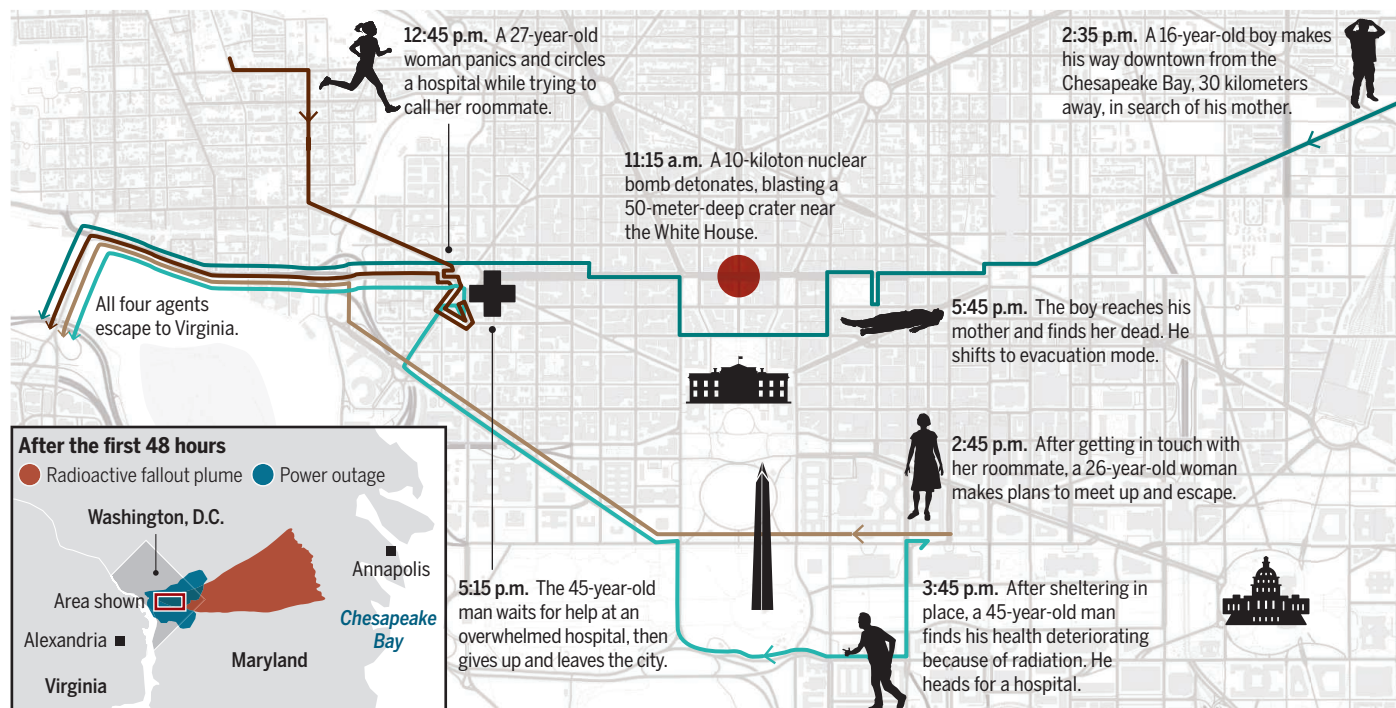 12:45 p.m. A 27-year-old
woman panics and circles
a hospital while trying to
call her roommate.
2:35 p.m. A 16-year-old boy makes
his way downtown from the
Chesapeake Bay, 30 kilometers
away, in search of his mother.
11:15 a.m. A 10-kiloton nuclear
bomb detonates, blasting a
50-meter-deep crater near
the White House.
All four agents
escape to Virginia.
5:45 p.m. The boy reaches his
mother and finds her dead. He
shifts to evacuation mode.
2:45 p.m. After getting in touch with
her roommate, a 26-year-old woman
makes plans to meet up and escape.
5:15 p.m. The 45-year-old
man waits for help at an
overwhelmed hospital, then
gives up and leaves the city.
3:45 p.m. After sheltering in
place, a 45-year-old man
finds his health deteriorating
because of radiation. He
heads for a hospital.
After the first 48 hours
Radioactive fallout plume
Power outage
Washington, D.C.
Annapolis
Area shown
Chesapeake
Bay
Alexandria
Maryland
Virginia